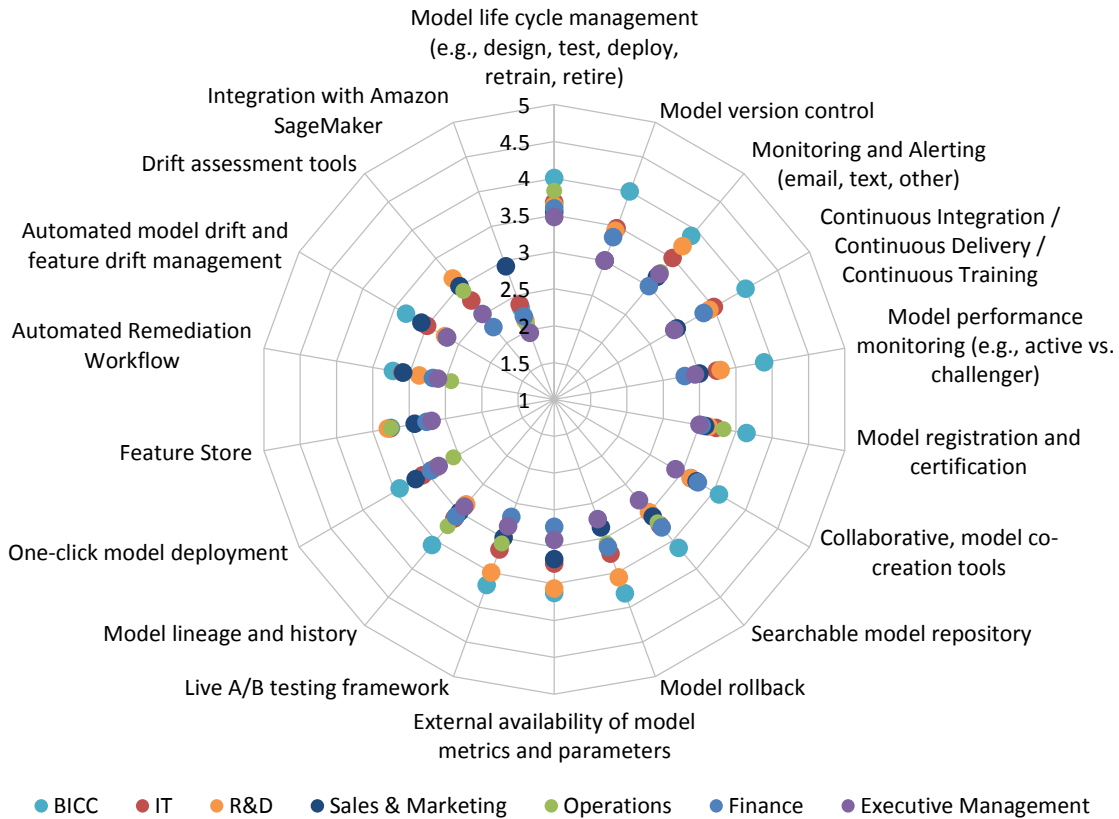 Model life cycle management
(e.g., design, test, deploy,
retrain, retire)
Integration with Amazon
SageMaker
Model version control
Drift assessment tools
Monitoring and Alerting
(email, text, other)
Automated model drift and
feature drift management
Continuous Integration /
Continuous Delivery /
Continuous Training
Automated Remediation
Workflow
Model performance
monitoring (e.g., active vs.
challenger)
Feature Store
Model registration and
certification
One-click model deployment
Collaborative, model co-
creation tools
Model lineage and history
Searchable model repository
Live A/B testing framework
Model rollback
External availability of model
metrics and parameters
5
4.5
4
3.5
3
2.5
2
1.5
1
BICC IT R&D Sales & Marketing Operations Finance Executive Management